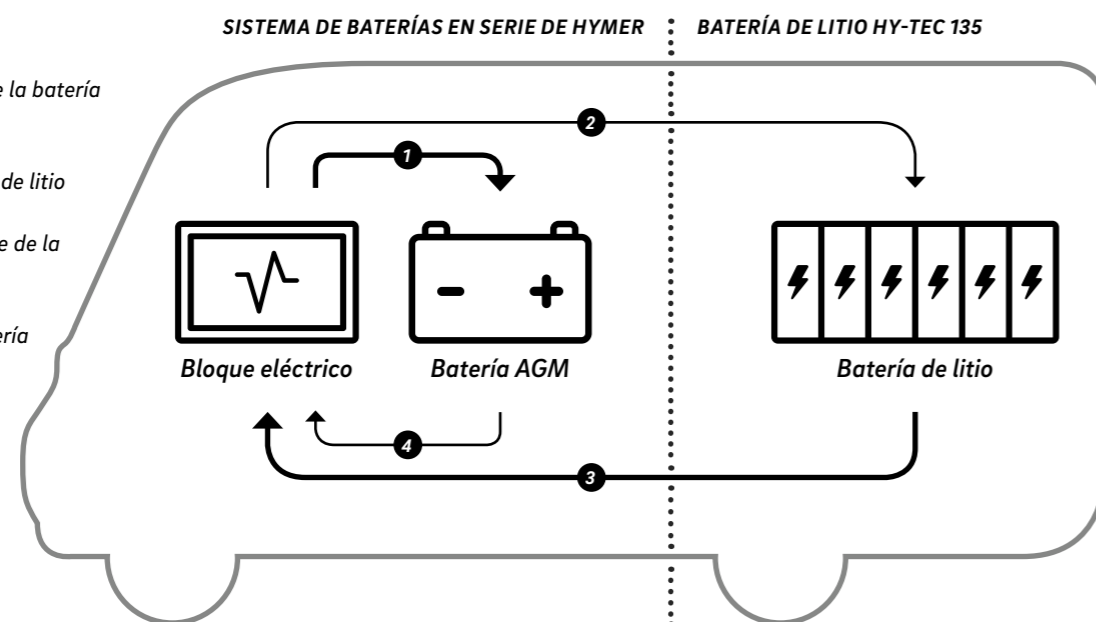 SISTEMA DE BATERÍAS EN SERIE DE HYMER
BATERÍA DE LITIO HY-TEC 135
e la batería
de litio
e de la
ería
2
1
Bloque eléctrico
Batería AGM
Batería de litio
4
3